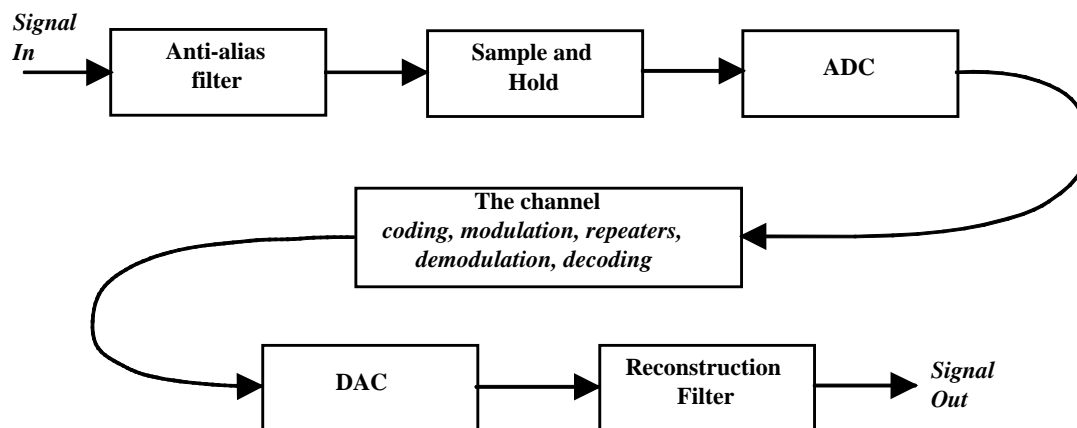 Signal
In
Anti-alias
filter
Sample and
Hold
ADC
The channel
coding, modulation, repeaters,
demodulation, decoding
DAC
Reconstruction
Filter
Signal
Out